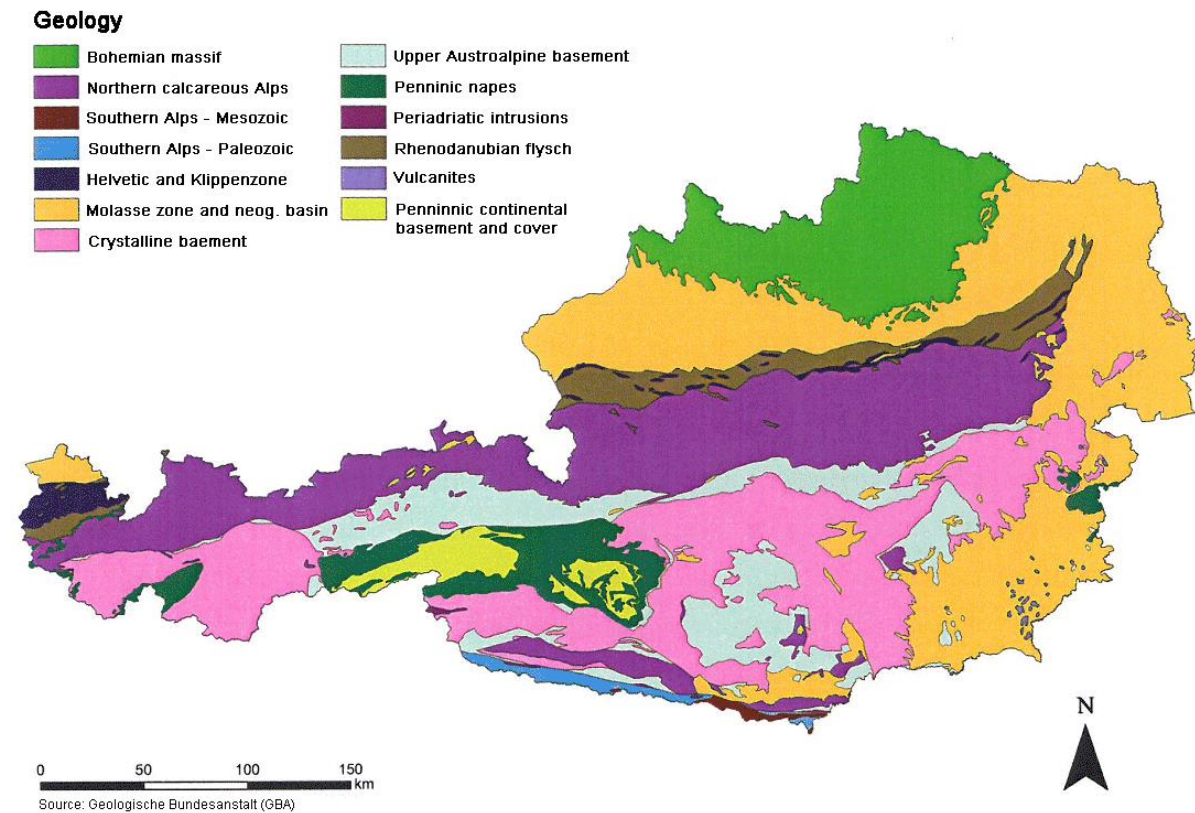 Geology
Bohemian massif
Northern calcareous Alps
Southern Alps - Mesozoic
Southern Alps - Paleozoic
Helvetic and Klippenzone
Molasse zone and neog. basin
Crystalline baement
Upper Austroalpine basement
Penninic napes
Periadriatic intrusions
Rhenodanubian flysch
Vulcanites
Penninnic continental
basement and cover
N
0 50 100 150
km
Source: Geologische Bundesanstalt (GBA)